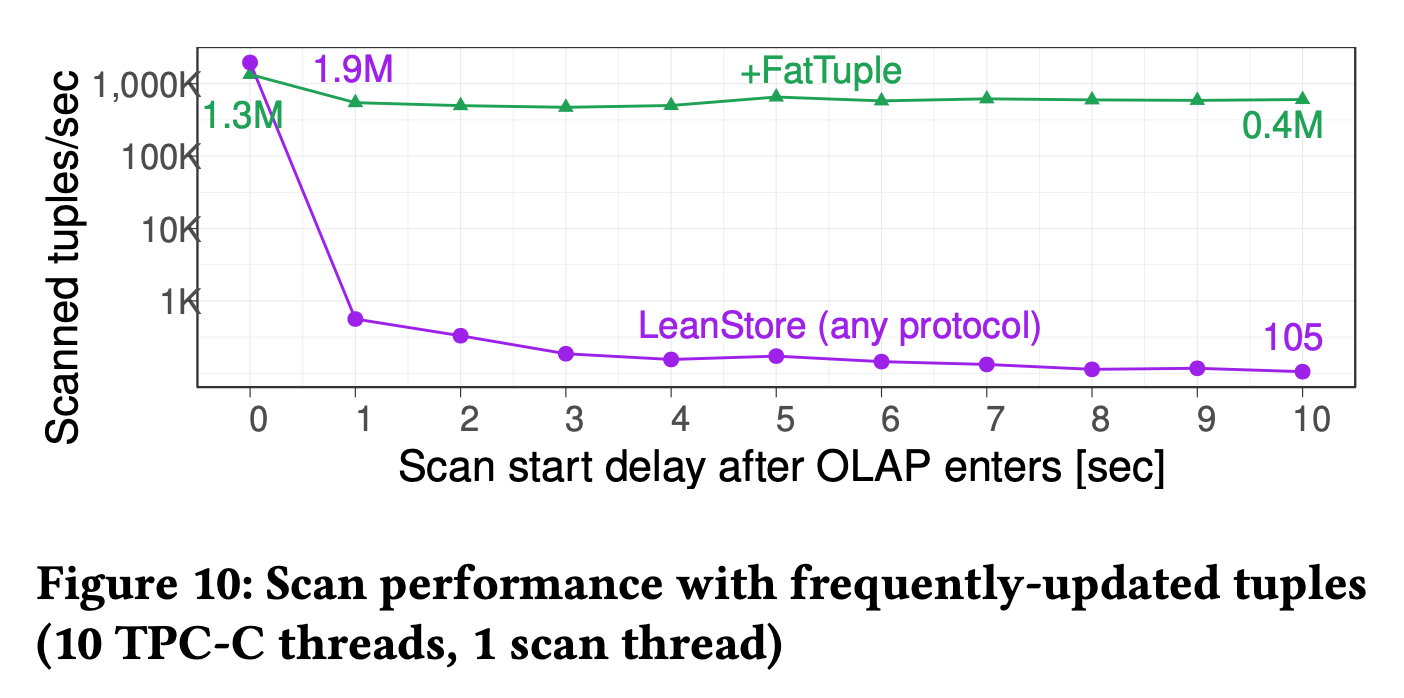 Scanned tuples/sec
1,000K
100K
10K
1K
1.9M
1.3M
+FatTuple
0.4M
LeanStore (any protocol)
105
0 1 2 3 4 5 6 7 8 9 10
Scan start delay after OLAP enters [sec]
Figure 10: Scan performance with frequently-updated tuples
(10 TPC-C threads, 1 scan thread)